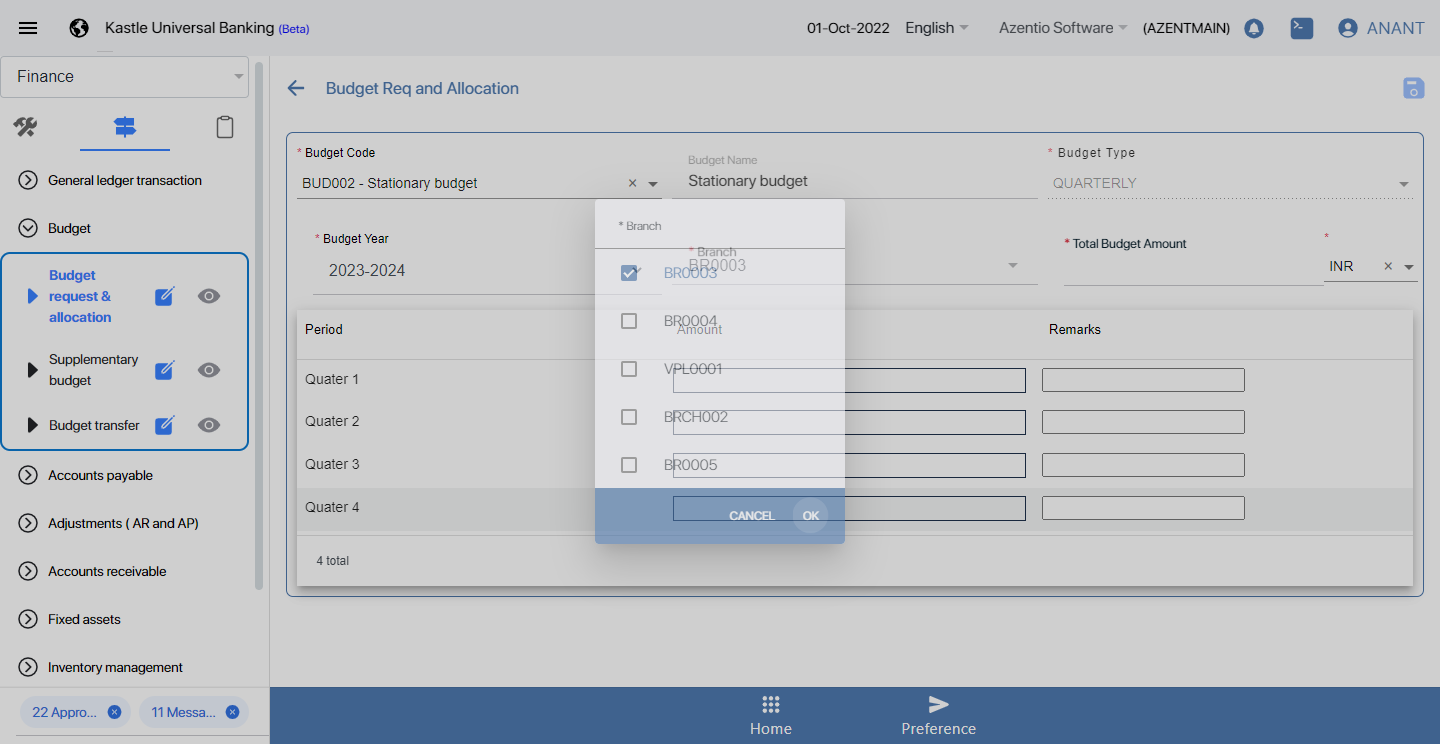 Kastle Universal Banking (Beta)
01-Oct-2022
English
Azentio Software
(AZENTMAIN)
ANANT
Finance
General ledger transaction
Budget
Budget
request &
allocation
Supplementary
budget
Budget transfer
Accounts payable
Adjustments ( AR and AP)
Accounts receivable
Fixed assets
Inventory management
22 Appro...
11 Messa...
Budget Req and Allocation
* Budget Code
BUD002 - Stationary budget
Budget Name
Stationary budget
* Budget Type
QUARTERLY
* Budget Year
2023-2024
* Branch
BR0003
* Total Budget Amount
*
INR
* Branch
BR0003
BR0004
VPL0001
BRCH002
BR0005
CANCEL
OK
Period
Amount
Remarks
Quater 1
Quater 2
Quater 3
Quater 4
4 total
Home
Preference